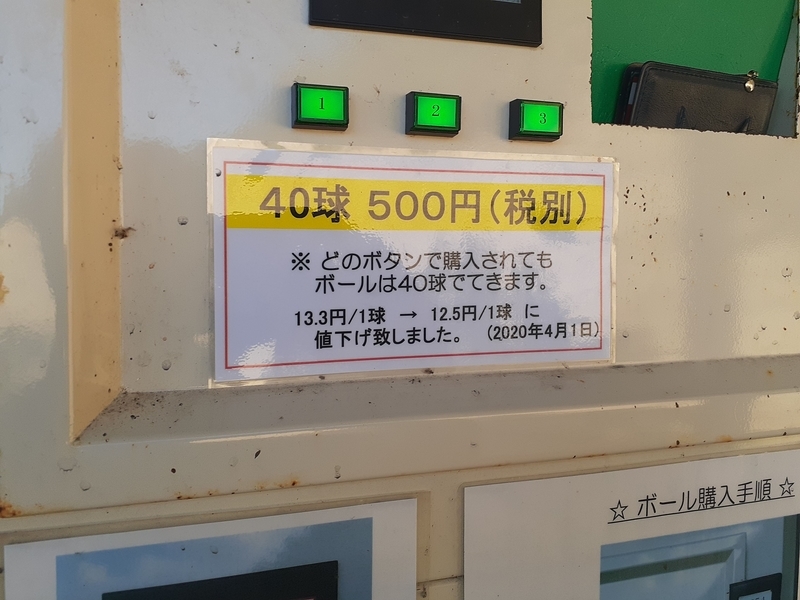 1
2
3
40球 500円(税別)
※ どのボタンで購入されても
ボールは40球でてきます。
13.3円/1球 → 12.5円/1球 に
値下げ致しました。 (2020年4月1日)
☆ ボール購入手順 ☆